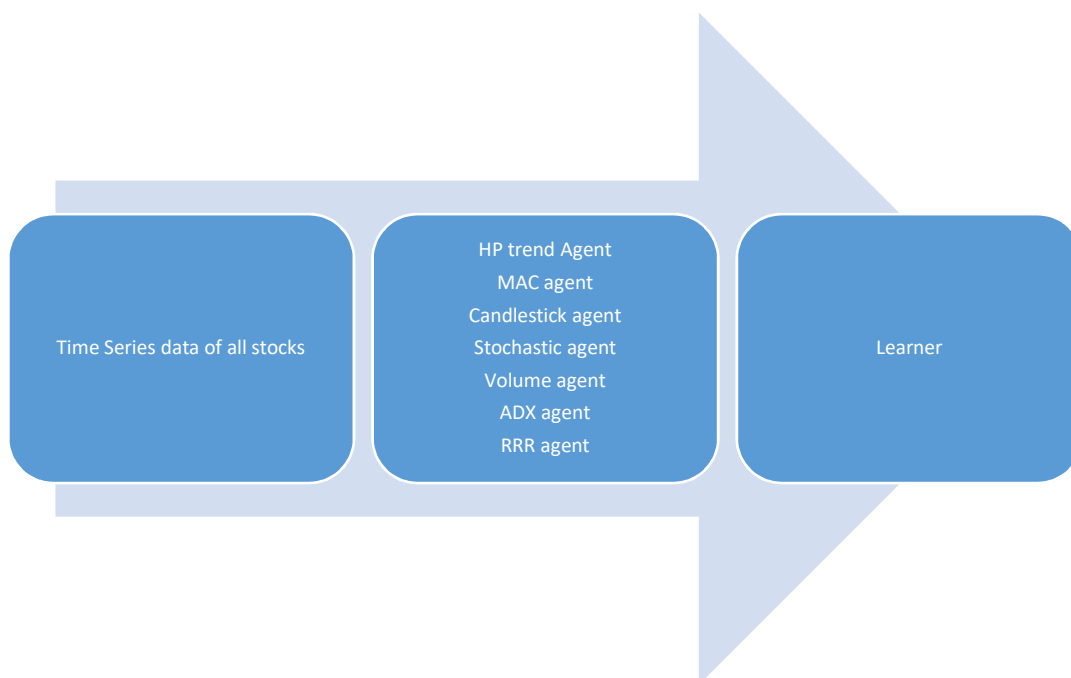 Time Series data of all stocks
HP trend Agent
MAC agent
Candlestick agent
Stochastic agent
Volume agent
ADX agent
RRR agent
Learner